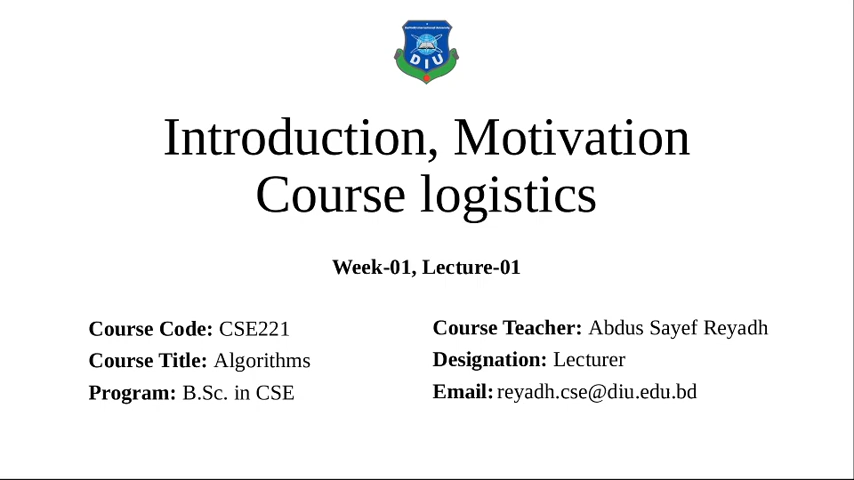 DIU
Introduction, Motivation
Course logistics
Week-01, Lecture-01
Course Code: CSE221
Course Title: Algorithms
Program: B.Sc. in CSE
Course Teacher: Abdus Sayef Reyadh
Designation: Lecturer
Email: reyadh.cse@diu.edu.bd